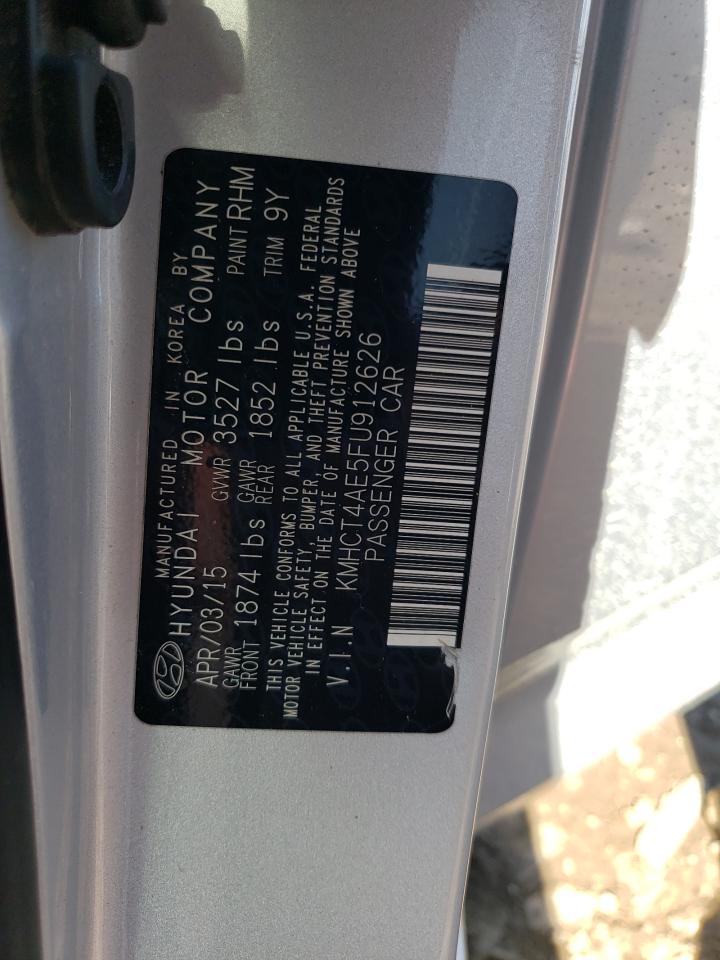 MANUFACTURED IN KOREA BY
HYUNDAI MOTOR COMPANY
APR/03/15 GVWR 3527 lbs PAINT RHM
GAWR FRONT 1874 lbs GAWR REAR 1852 lbs TRIM 9Y
THIS VEHICLE CONFORMS TO ALL APPLICABLE U.S.A. FEDERAL
MOTOR VEHICLE SAFETY, BUMPER, AND THEFT PREVENTION STANDARDS
IN EFFECT ON THE DATE OF MANUFACTURE SHOWN ABOVE
V.I.N KMHCT4AE5FU912626
PASSENGER CAR